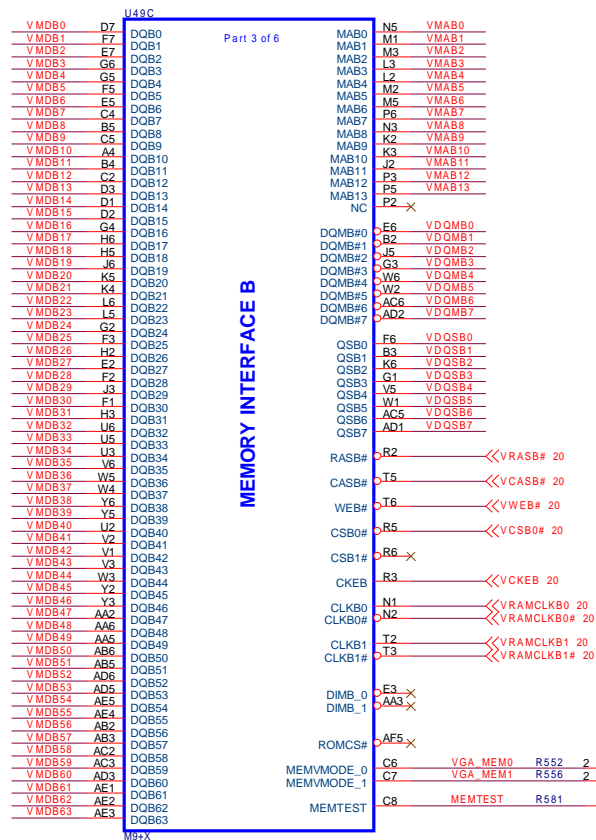 U49C
Part 3 of 6
VMDB0 D7 DQB0
VMDB1 F7 DQB1
VMDB2 E7 DQB2
VMDB3 G6 DQB3
VMDB4 G5 DQB4
VMDB5 F5 DQB5
VMDB6 E5 DQB6
VMDB7 C4 DQB7
VMDB8 B5 DQB8
VMDB9 C5 DQB9
VMDB10 A4 DQB10
VMDB11 B4 DQB11
VMDB12 C2 DQB12
VMDB13 D3 DQB13
VMDB14 D1 DQB14
VMDB15 D2 DQB15
VMDB16 G4 DQB16
VMDB17 H6 DQB17
VMDB18 H5 DQB18
VMDB19 J6 DQB19
VMDB20 K5 DQB20
VMDB21 K4 DQB21
VMDB22 L6 DQB22
VMDB23 L5 DQB23
VMDB24 G2 DQB24
VMDB25 F3 DQB25
VMDB26 H2 DQB26
VMDB27 E2 DQB27
VMDB28 F2 DQB28
VMDB29 J3 DQB29
VMDB30 F1 DQB30
VMDB31 H3 DQB31
VMDB32 U6 DQB32
VMDB33 U5 DQB33
VMDB34 U3 DQB34
VMDB35 V6 DQB35
VMDB36 W5 DQB36
VMDB37 W4 DQB37
VMDB38 Y6 DQB38
VMDB39 Y5 DQB39
VMDB40 U2 DQB40
VMDB41 V2 DQB41
VMDB42 V1 DQB42
VMDB43 V3 DQB43
VMDB44 W3 DQB44
VMDB45 Y2 DQB45
VMDB46 Y3 DQB46
VMDB47 AA2 DQB47
VMDB48 AA6 DQB48
VMDB49 AA5 DQB49
VMDB50 AB6 DQB50
VMDB51 AB5 DQB51
VMDB52 AD6 DQB52
VMDB53 AD5 DQB53
VMDB54 AE5 DQB54
VMDB55 AE4 DQB55
VMDB56 AB2 DQB56
VMDB57 AB3 DQB57
VMDB58 AC2 DQB58
VMDB59 AC3 DQB59
VMDB60 AD3 DQB60
VMDB61 AE1 DQB61
VMDB62 AE2 DQB62
VMDB63 AE3 DQB63
MEMORY INTERFACE B
MAB0 N5 VMAB0
MAB1 M1 VMAB1
MAB2 M3 VMAB2
MAB3 L3 VMAB3
MAB4 L2 VMAB4
MAB5 M2 VMAB5
MAB6 M5 VMAB6
MAB7 P6 VMAB7
MAB8 N3 VMAB8
MAB9 K2 VMAB9
MAB10 K3 VMAB10
MAB11 J2 VMAB11
MAB12 P3 VMAB12
MAB13 P5 VMAB13
NC P2
DQMB#0 E6 VDQMB0
DQMB#1 B2 VDQMB1
DQMB#2 J5 VDQMB2
DQMB#3 G3 VDQMB3
DQMB#4 W6 VDQMB4
DQMB#5 W2 VDQMB5
DQMB#6 AC6 VDQMB6
DQMB#7 AD2 VDQMB7
QSB0 F6 VDQSB0
QSB1 B3 VDQSB1
QSB2 K6 VDQSB2
QSB3 G1 VDQSB3
QSB4 V5 VDQSB4
QSB5 W1 VDQSB5
QSB6 AC5 VDQSB6
QSB7 AD1 VDQSB7
RASB# R2 VRASB# 20
CASB# T5 VCASB# 20
WEB# T6 VWEB# 20
CSB0# R5 VCSB0# 20
CSB1# R6
CKEB R3 VCKEB 20
CLKB0 N1 VRAMCLKB0 20
CLKB0# N2 VRAMCLKB0# 20
CLKB1 T2 VRAMCLKB1 20
CLKB1# T3 VRAMCLKB1# 20
DIMB_0 E3
DIMB_1 AA3
ROMCS# AF5
MEMVMODE_0 C6 VGA_MEM0 R552 2
MEMVMODE_1 C7 VGA_MEM1 R556 2
MEMTEST C8 MEMTEST R581 2
M9+X